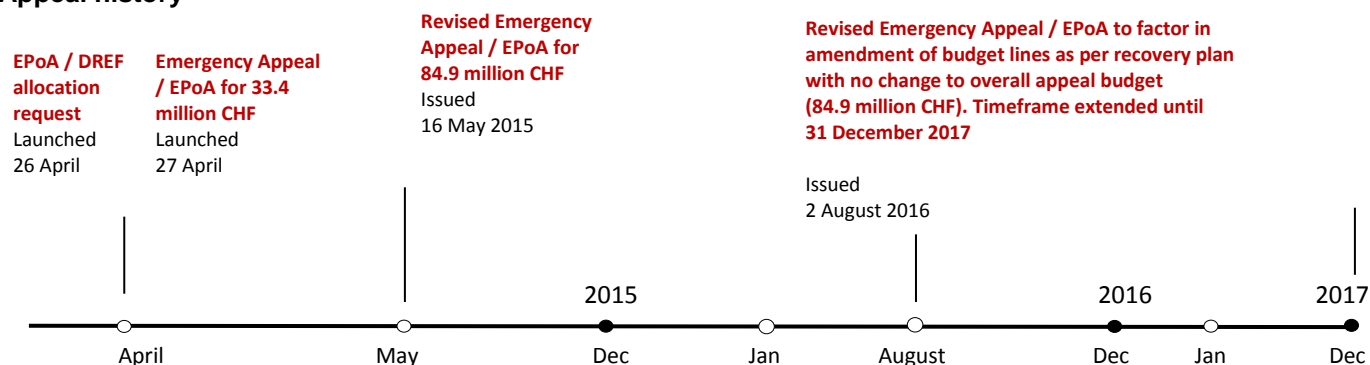 Appeal history
EPoA / DREF
allocation
request
Launched
26 April
Emergency Appeal
/ EPoA for 33.4
million CHF
Launched
27 April
Revised Emergency
Appeal / EPoA for
84.9 million CHF
Issued
16 May 2015
Revised Emergency Appeal / EPoA to factor in
amendment of budget lines as per recovery plan
with no change to overall appeal budget
(84.9 million CHF). Timeframe extended until
31 December 2017
Issued
2 August 2016
2015
2016
2017
April
May
Dec
Jan
August
Dec
Jan
Dec